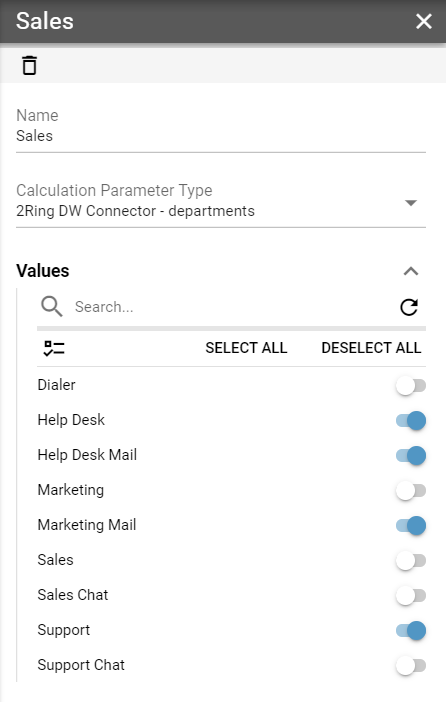 Sales
Name
Sales
Calculation Parameter Type
2Ring DW Connector - departments
Values
Search...
SELECT ALL DESELECT ALL
Dialer
Help Desk
Help Desk Mail
Marketing
Marketing Mail
Sales
Sales Chat
Support
Support Chat